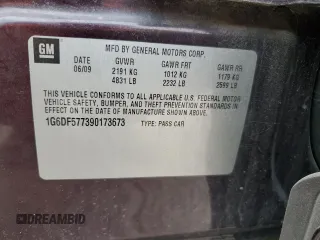 GM
MFD BY GENERAL MOTORS CORP.
DATE GVWR GAWR FRT GAWR RR
06/09 2191 KG 1012 KG 1179 KG
4831 LB 2232 LB 2599 LB
THIS VEHICLE CONFORMS TO ALL APPLICABLE U.S. FEDERAL MOTOR
VEHICLE SAFETY, BUMPER, AND THEFT PREVENTION STANDARDS
IN EFFECT ON THE DATE OF MANUFACTURE SHOWN ABOVE.
1G6DF577390173673 TYPE: PASS CAR
© DREAMBID